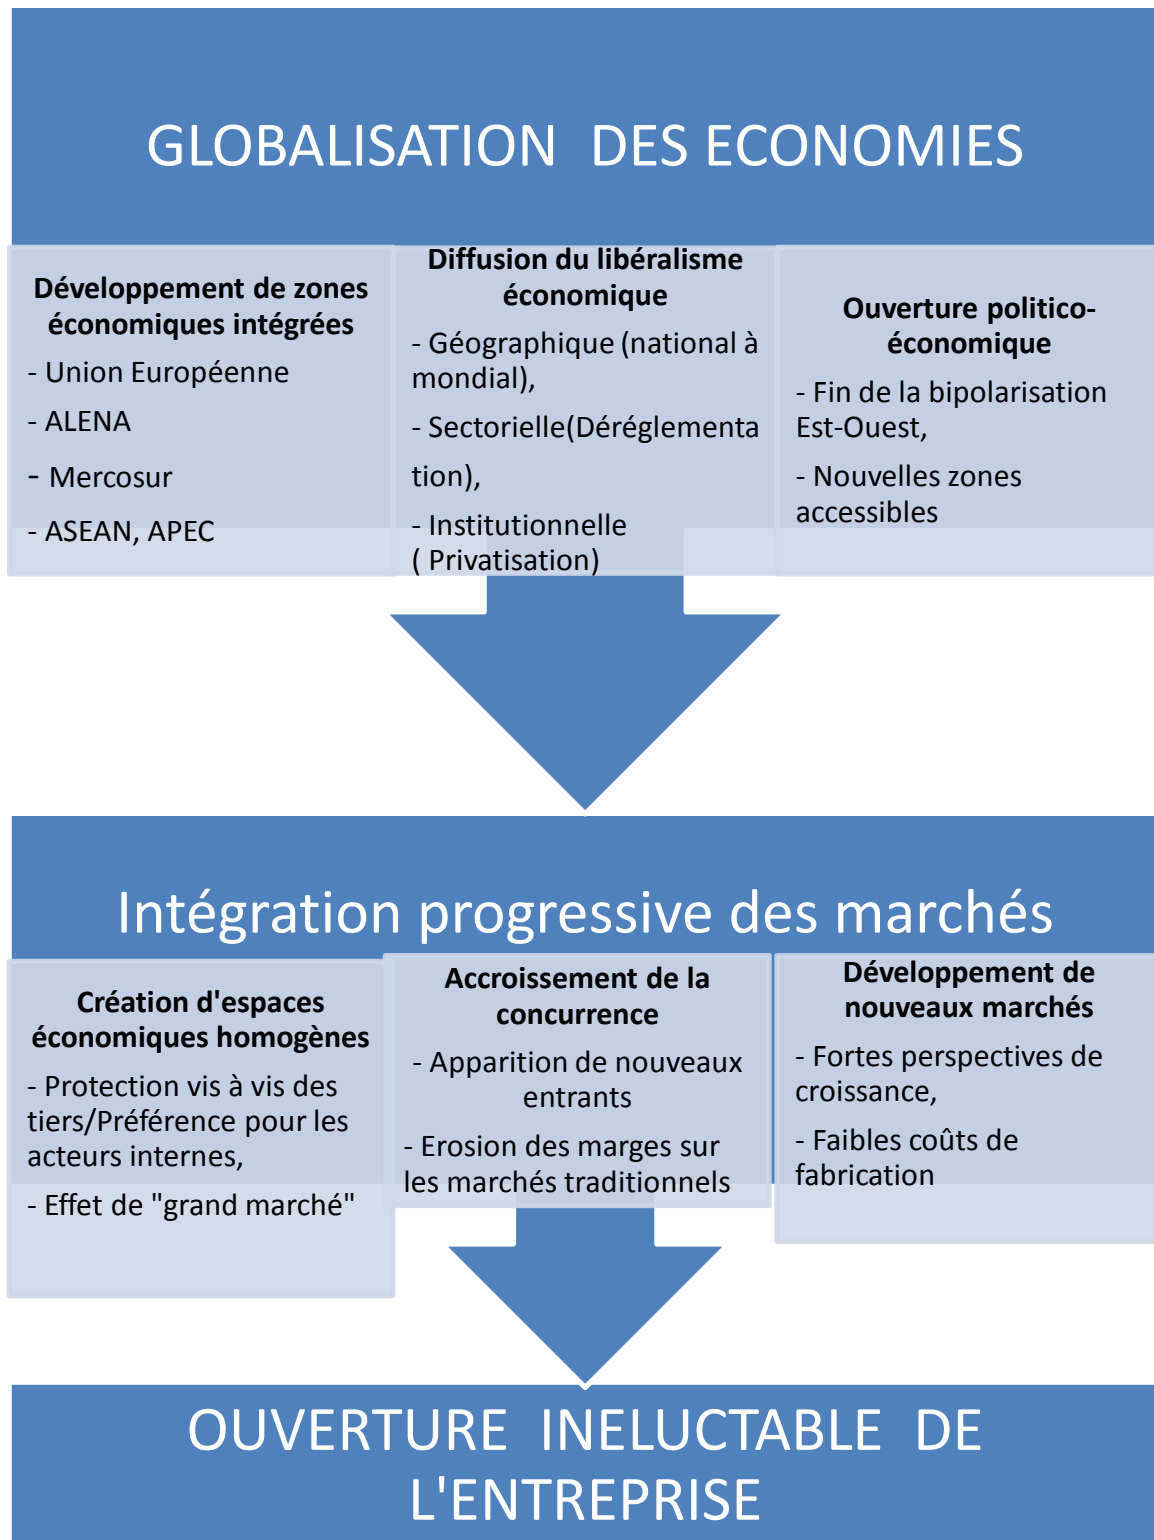 GLOBALISATION DES ECONOMIES
Développement de zones
économiques intégrées
- Union Européenne
- ALENA
- Mercosur
- ASEAN, APEC
Diffusion du libéralisme
économique
- Géographique (national à
mondial),
- Sectorielle(Déréglementa
tion),
- Institutionnelle
( Privatisation)
Ouverture politico-
économique
- Fin de la bipolarisation
Est-Ouest,
- Nouvelles zones
accessibles
Intégration progressive des marchés
Création d'espaces
économiques homogènes
- Protection vis à vis des
tiers/Préférence pour les
acteurs internes,
- Effet de "grand marché"
Accroissement de la
concurrence
- Apparition de nouveaux
entrants
- Erosion des marges sur
les marchés traditionnels
Développement de
nouveaux marchés
- Fortes perspectives de
croissance,
- Faibles coûts de
fabrication
OUVERTURE INELUCTABLE DE
L'ENTREPRISE